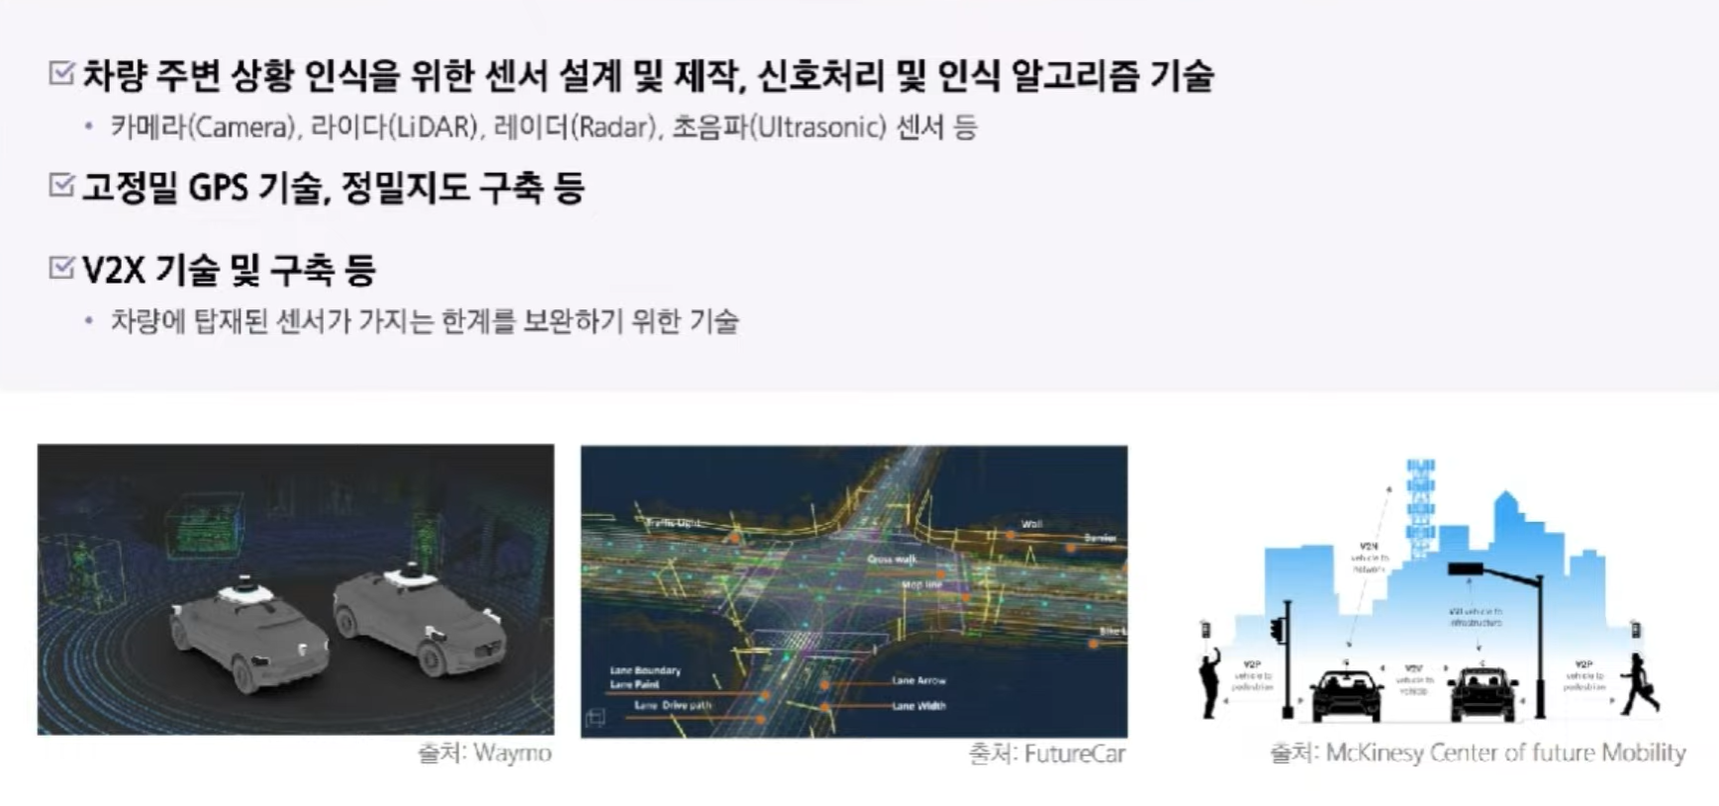 차량 주변 상황 인식을 위한 센서 설계 및 제작, 신호처리 및 인식 알고리즘 기술
• 카메라(Camera), 라이다(LiDAR), 레이더(Radar), 초음파(Ultrasonic) 센서 등
고정밀 GPS 기술, 정밀지도 구축 등
V2X 기술 및 구축 등
• 차량에 탑재된 센서가 가지는 한계를 보완하기 위한 기술
Traffic Light
Wall
Barrier
Cross walk
Stop line
Bike L
Lane Boundary
Lane Paint
Lane Drive path
Lane Arrow
Lane Width
V2N
vehicle to
network
V2I vehicle to
infrastructure
V2P
vehicle to
pedestrian
V2V
vehicle to
vehicle
V2P
vehicle to
pedestrian
출처: Waymo
출처: FutureCar
출처: McKinesy Center of future Mobility